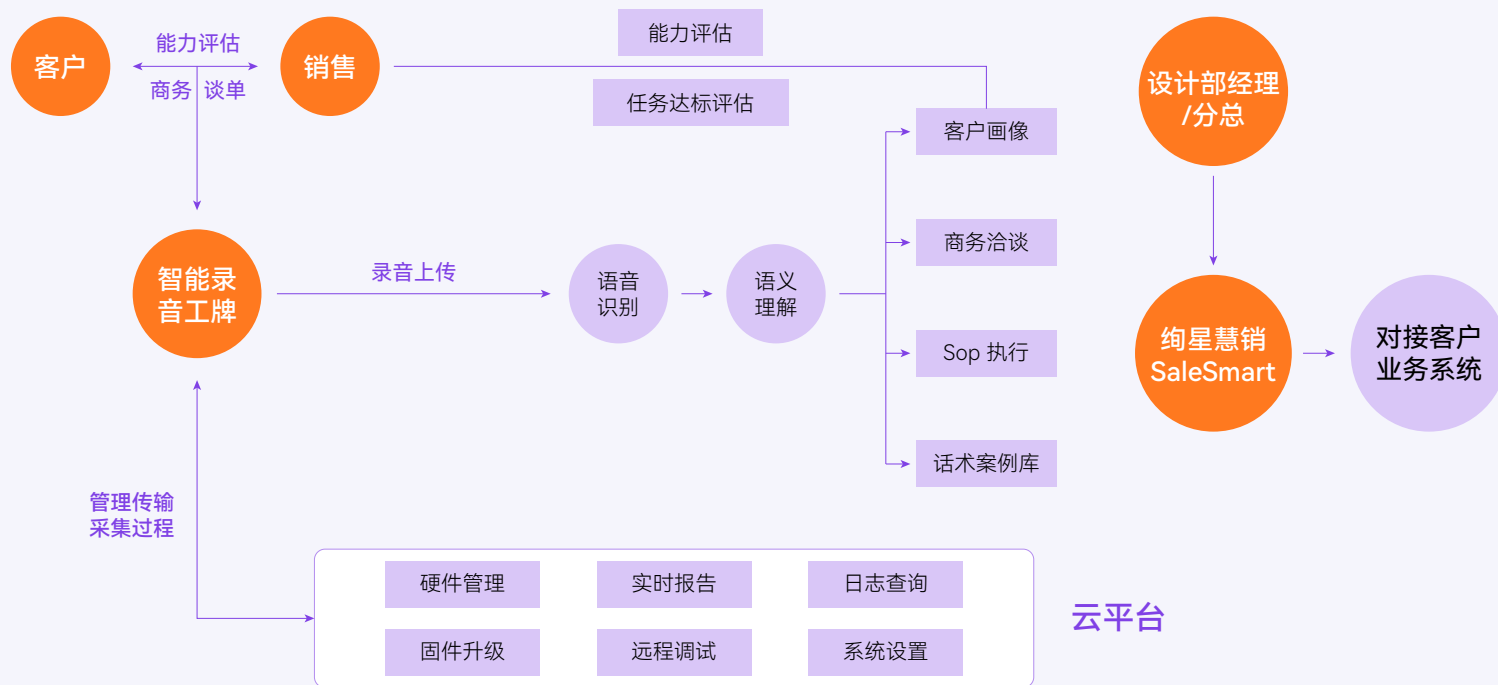 客户
能力评估
商务 谈单
销售
能力评估
任务达标评估
设计部经理
/分总
客户画像
商务洽谈
Sop 执行
话术案例库
智能录
音工牌
录音上传
语音
识别
语义
理解
绚星慧销
SaleSmart
对接客户
业务系统
管理传输
采集过程
硬件管理
实时报告
日志查询
固件升级
远程调试
系统设置
云平台